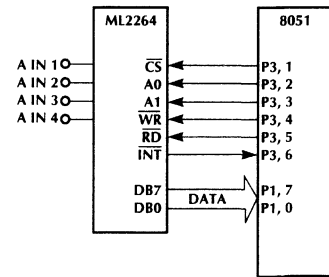 ML2264 8051
A IN 1 CS P3, 1
A IN 2 A0 P3, 2
A IN 3 A1 P3, 3
A IN 4 WR P3, 4
RD P3, 5
INT P3, 6
DB7 P1, 7
DATA
DB0 P1, 0